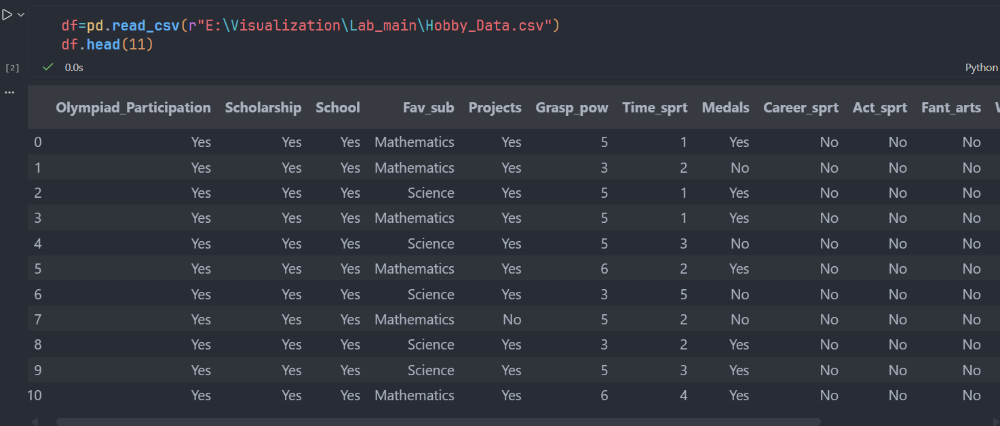 df=pd.read_csv(r"E:\Visualization\Lab_main\Hobby_Data.csv")
df.head(11)
[2] ✓ 0.0s Python
...
Olympiad_Participation Scholarship School Fav_sub Projects Grasp_pow Time_sprt Medals Career_sprt Act_sprt Fant_arts
0 Yes Yes Yes Mathematics Yes 5 1 Yes No No No
1 Yes Yes Yes Mathematics Yes 3 2 No No No No
2 Yes Yes Yes Science Yes 5 1 Yes No No No
3 Yes Yes Yes Mathematics Yes 5 1 Yes No No No
4 Yes Yes Yes Science Yes 5 3 No No No No
5 Yes Yes Yes Mathematics Yes 6 2 Yes No No No
6 Yes Yes Yes Science Yes 3 5 No No No No
7 Yes Yes Yes Mathematics No 5 2 No No No No
8 Yes Yes Yes Science Yes 3 2 Yes No No No
9 Yes Yes Yes Science Yes 5 3 Yes No No No
10 Yes Yes Yes Mathematics Yes 6 4 Yes No No No